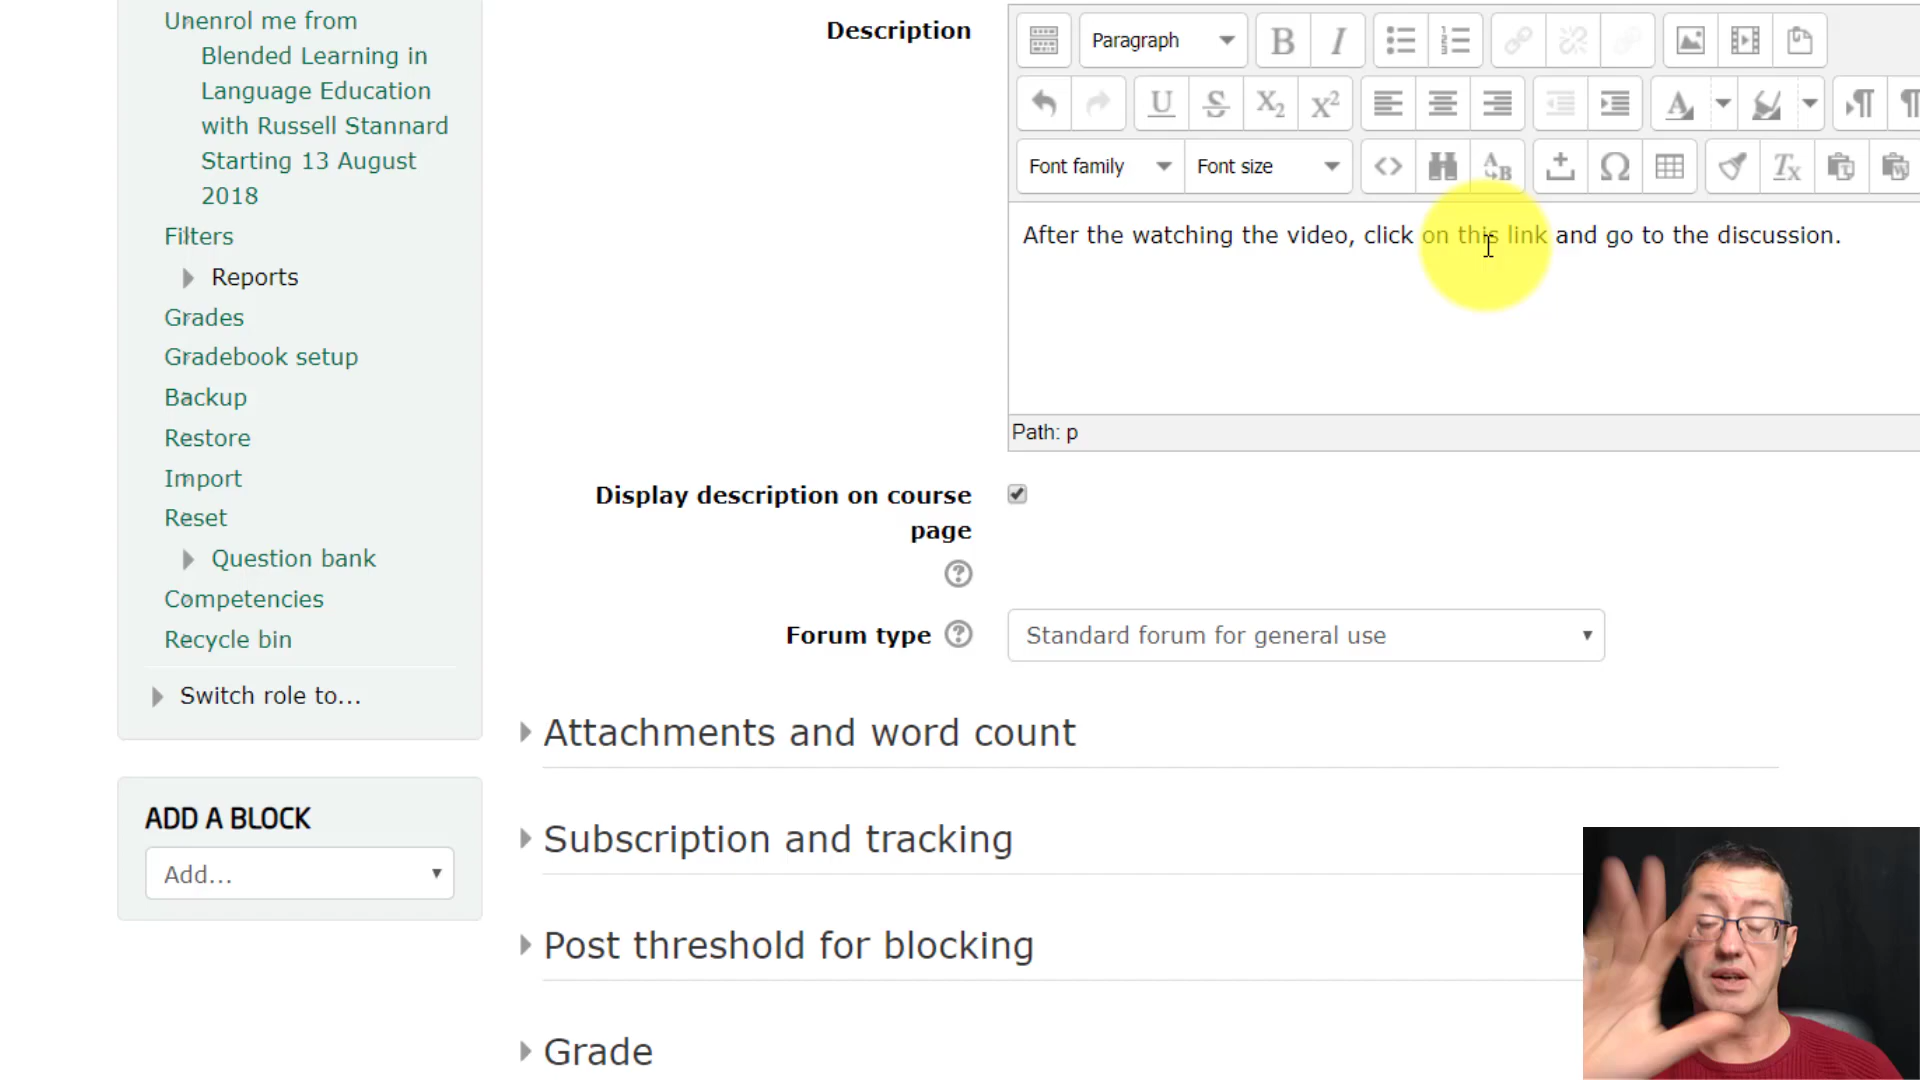 Unenrol me from
Blended Learning in
Language Education
with Russell Stannard
Starting 13 August
2018
Filters
Reports
Grades
Gradebook setup
Backup
Restore
Import
Reset
Question bank
Competencies
Recycle bin
Switch role to...
ADD A BLOCK
Add...
Description
Paragraph
Font family
Font size
After the watching the video, click on this link and go to the discussion.
Path: p
Display description on course
page
Forum type
Standard forum for general use
Attachments and word count
Subscription and tracking
Post threshold for blocking
Grade